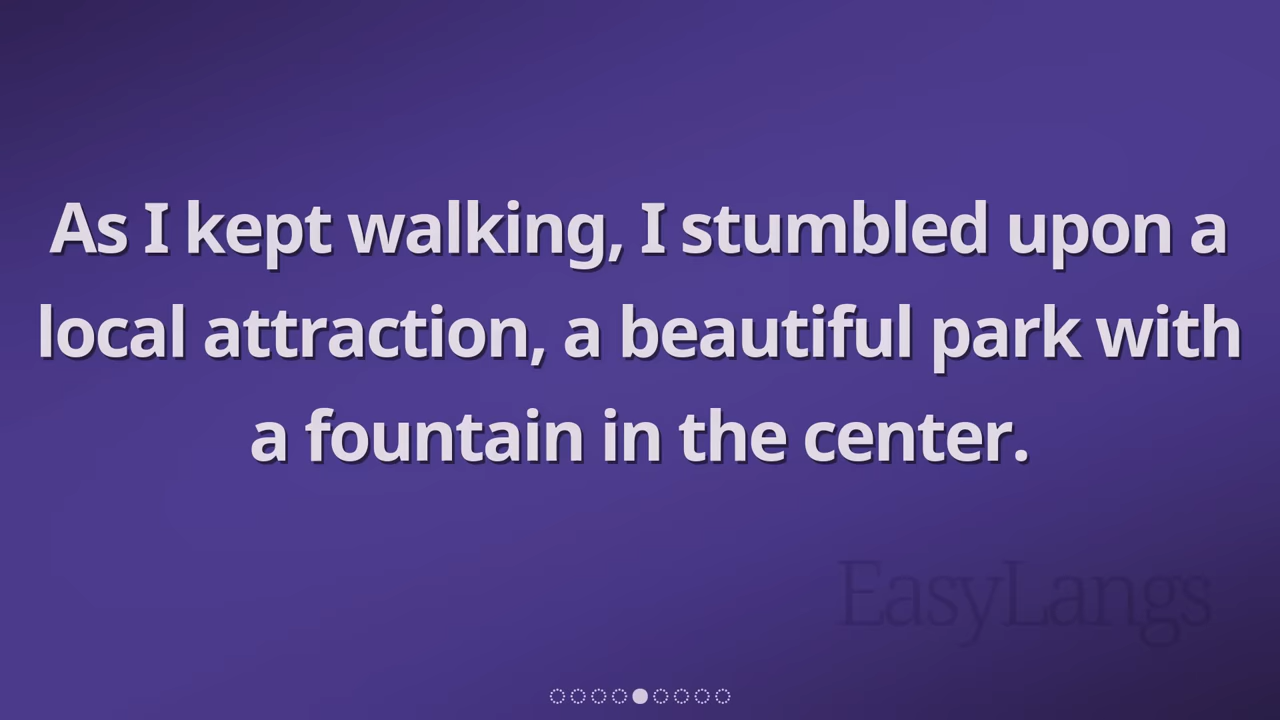 As I kept walking, I stumbled upon a
local attraction, a beautiful park with
a fountain in the center.
EasyLangs